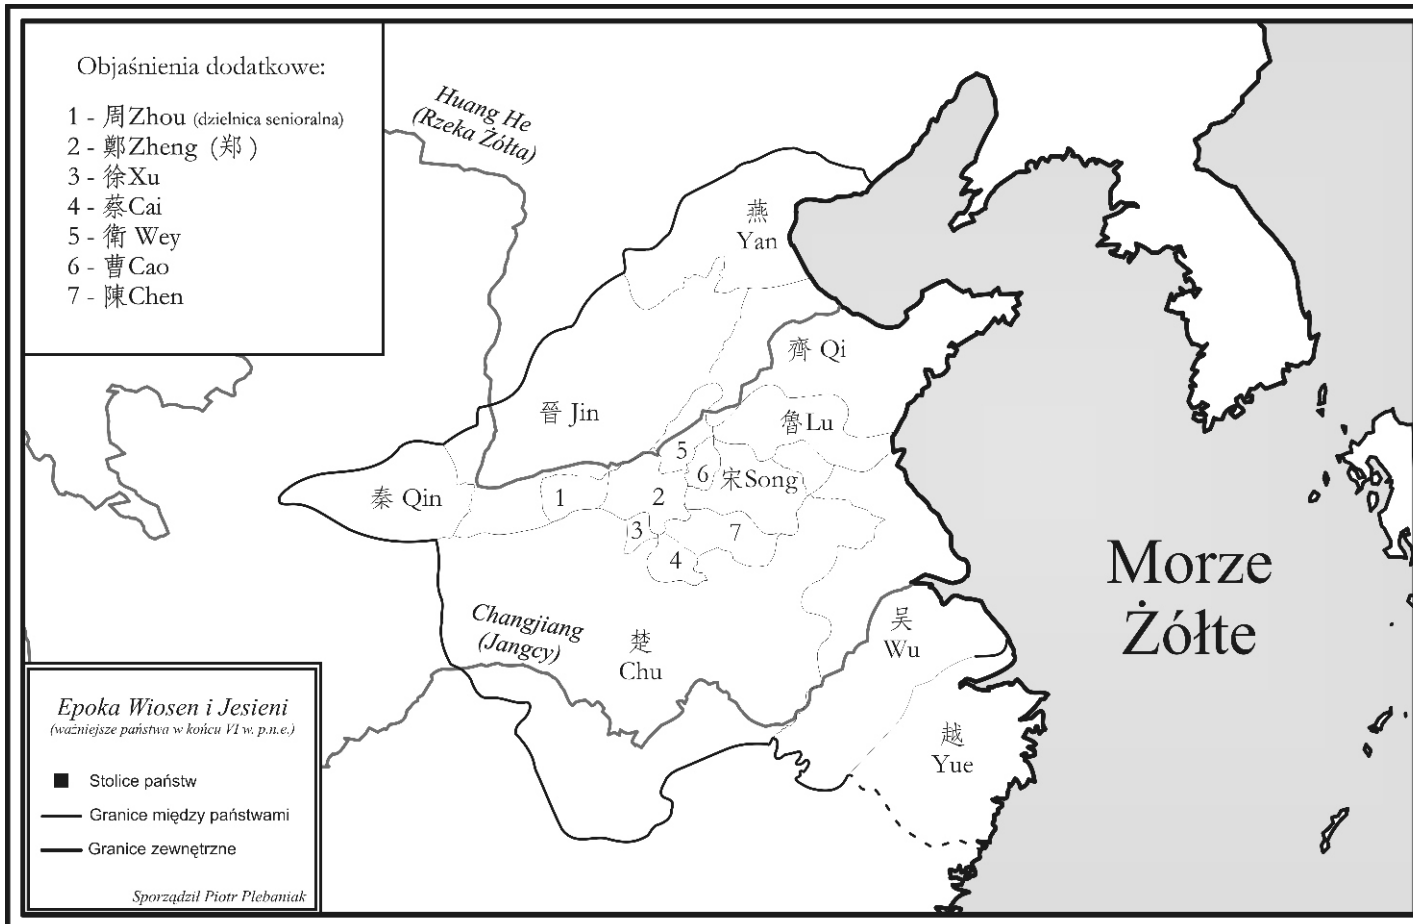 Objaśnienia dodatkowe:
1 - 周Zhou (dzielnica senioralna)
2 - 鄭Zheng (郑)
3 - 徐Xu
4 - 蔡Cai
5 - 衛 Wey
6 - 曹Cao
7 - 陳Chen
Huang He
(Rzeka Żółta)
燕
Yan
齊 Qi
晉 Jin
魯Lu
5
6
宋Song
秦 Qin
1
2
3
7
4
Morze
Żółte
Changjiang
(Jangcy)
楚
Chu
吴
Wu
越
Yue
Epoka Wiosen i Jesieni
(ważniejsze państwa w końcu VI w. p.n.e.)
Stolice państw
Granice między państwami
Granice zewnętrzne
Sporządził Piotr Plebaniak